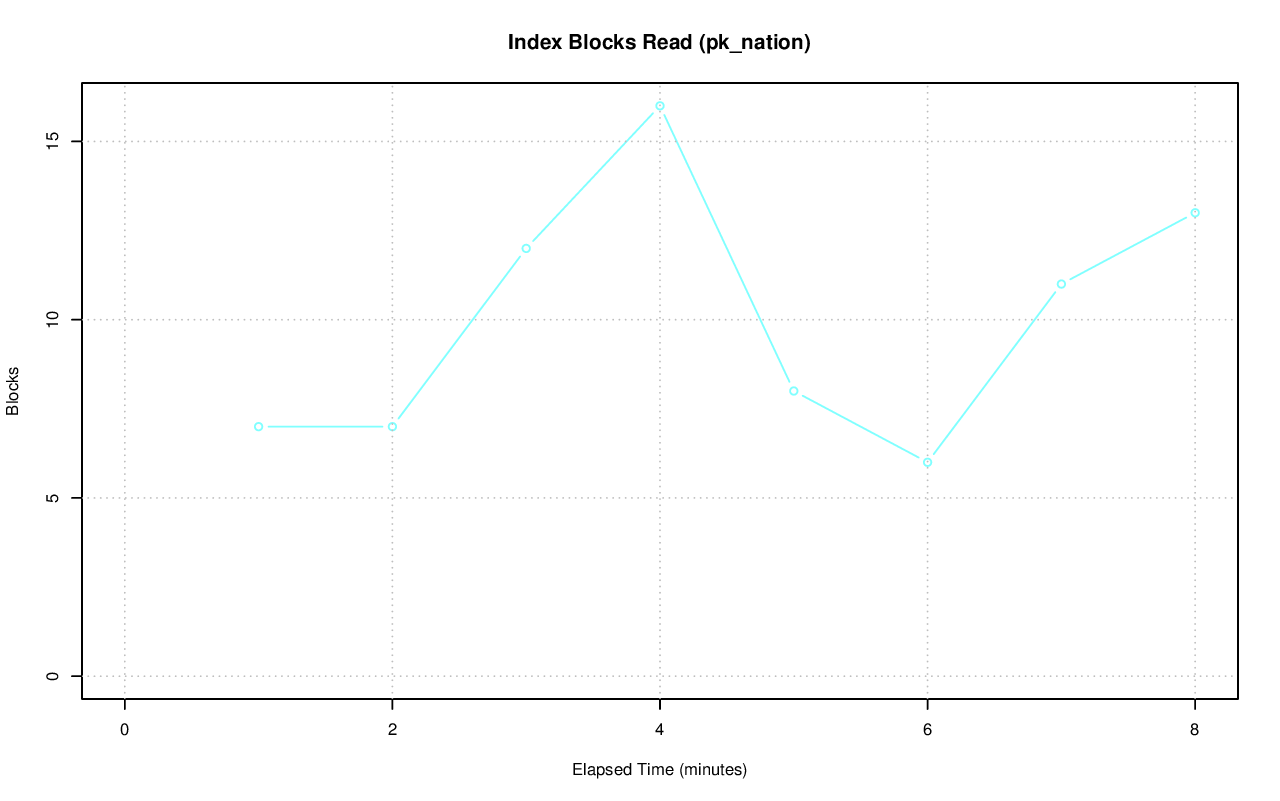 Index Blocks Read (pk_nation)
15
10
5
0
Blocks
0 2 4 6 8
Elapsed Time (minutes)